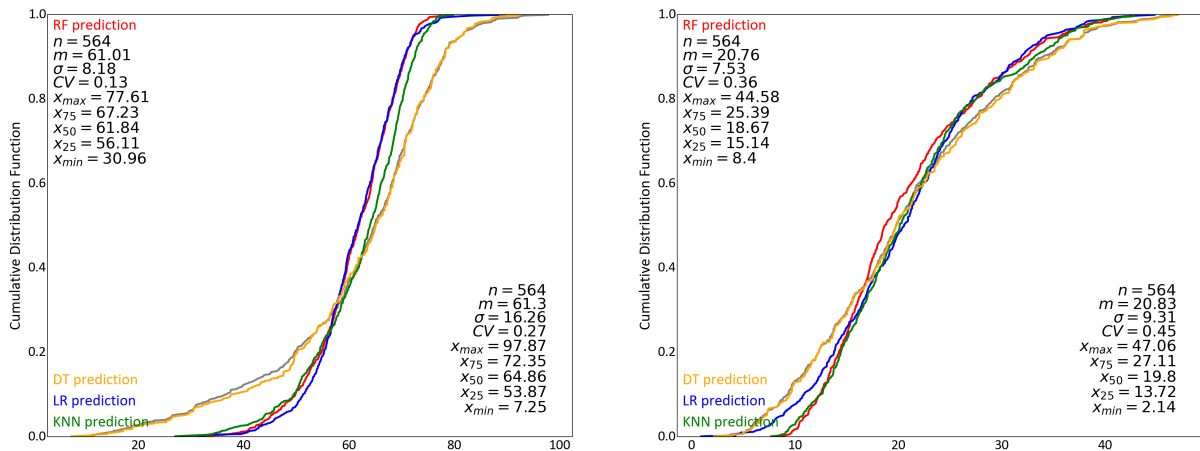 Cumulative Distribution Function
1.0
0.8
0.6
0.4
0.2
0.0
RF prediction
n = 564
m = 61.01
σ = 8.18
CV = 0.13
x_max = 77.61
x_75 = 67.23
x_50 = 61.84
x_25 = 56.11
x_min = 30.96
DT prediction
LR prediction
KNN prediction
n = 564
m = 61.3
σ = 16.26
CV = 0.27
x_max = 97.87
x_75 = 72.35
x_50 = 64.86
x_25 = 53.87
x_min = 7.25
20 40 60 80 100
Cumulative Distribution Function
1.0
0.8
0.6
0.4
0.2
0.0
RF prediction
n = 564
m = 20.76
σ = 7.53
CV = 0.36
x_max = 44.58
x_75 = 25.39
x_50 = 18.67
x_25 = 15.14
x_min = 8.4
DT prediction
LR prediction
KNN prediction
n = 564
m = 20.83
σ = 9.31
CV = 0.45
x_max = 47.06
x_75 = 27.11
x_50 = 19.8
x_25 = 13.72
x_min = 2.14
0 10 20 30 40